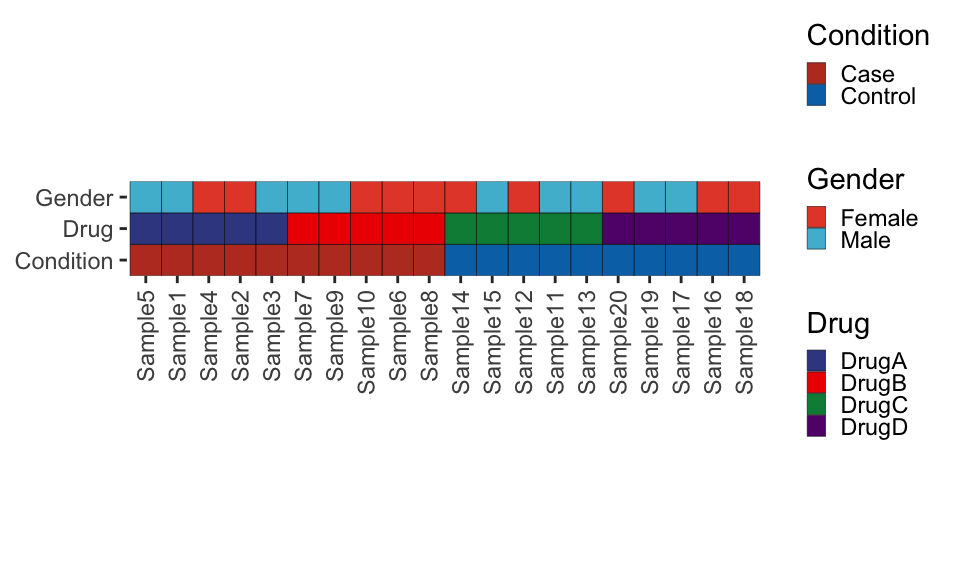 Condition
Case
Control
Gender
Female
Male
Drug
DrugA
DrugB
DrugC
DrugD
Gender
Drug
Condition
Sample5
Sample1
Sample4
Sample2
Sample3
Sample7
Sample9
Sample10
Sample6
Sample8
Sample14
Sample15
Sample12
Sample11
Sample13
Sample20
Sample19
Sample17
Sample16
Sample18